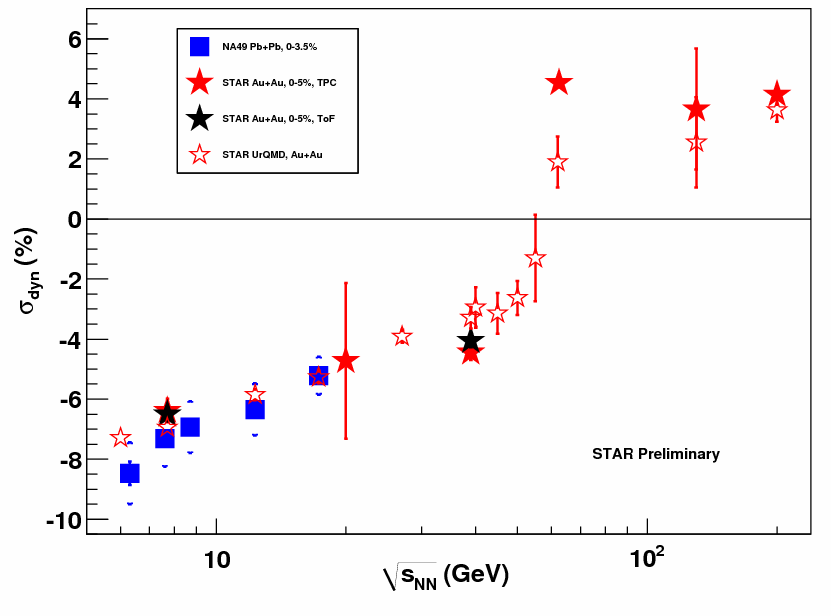 6
4
2
0
-2
-4
-6
-8
-10
σdyn (%)
NA49 Pb+Pb, 0-3.5%
STAR Au+Au, 0-5%, TPC
STAR Au+Au, 0-5%, ToF
STAR UrQMD, Au+Au
STAR Preliminary
10
10²
√sNN (GeV)